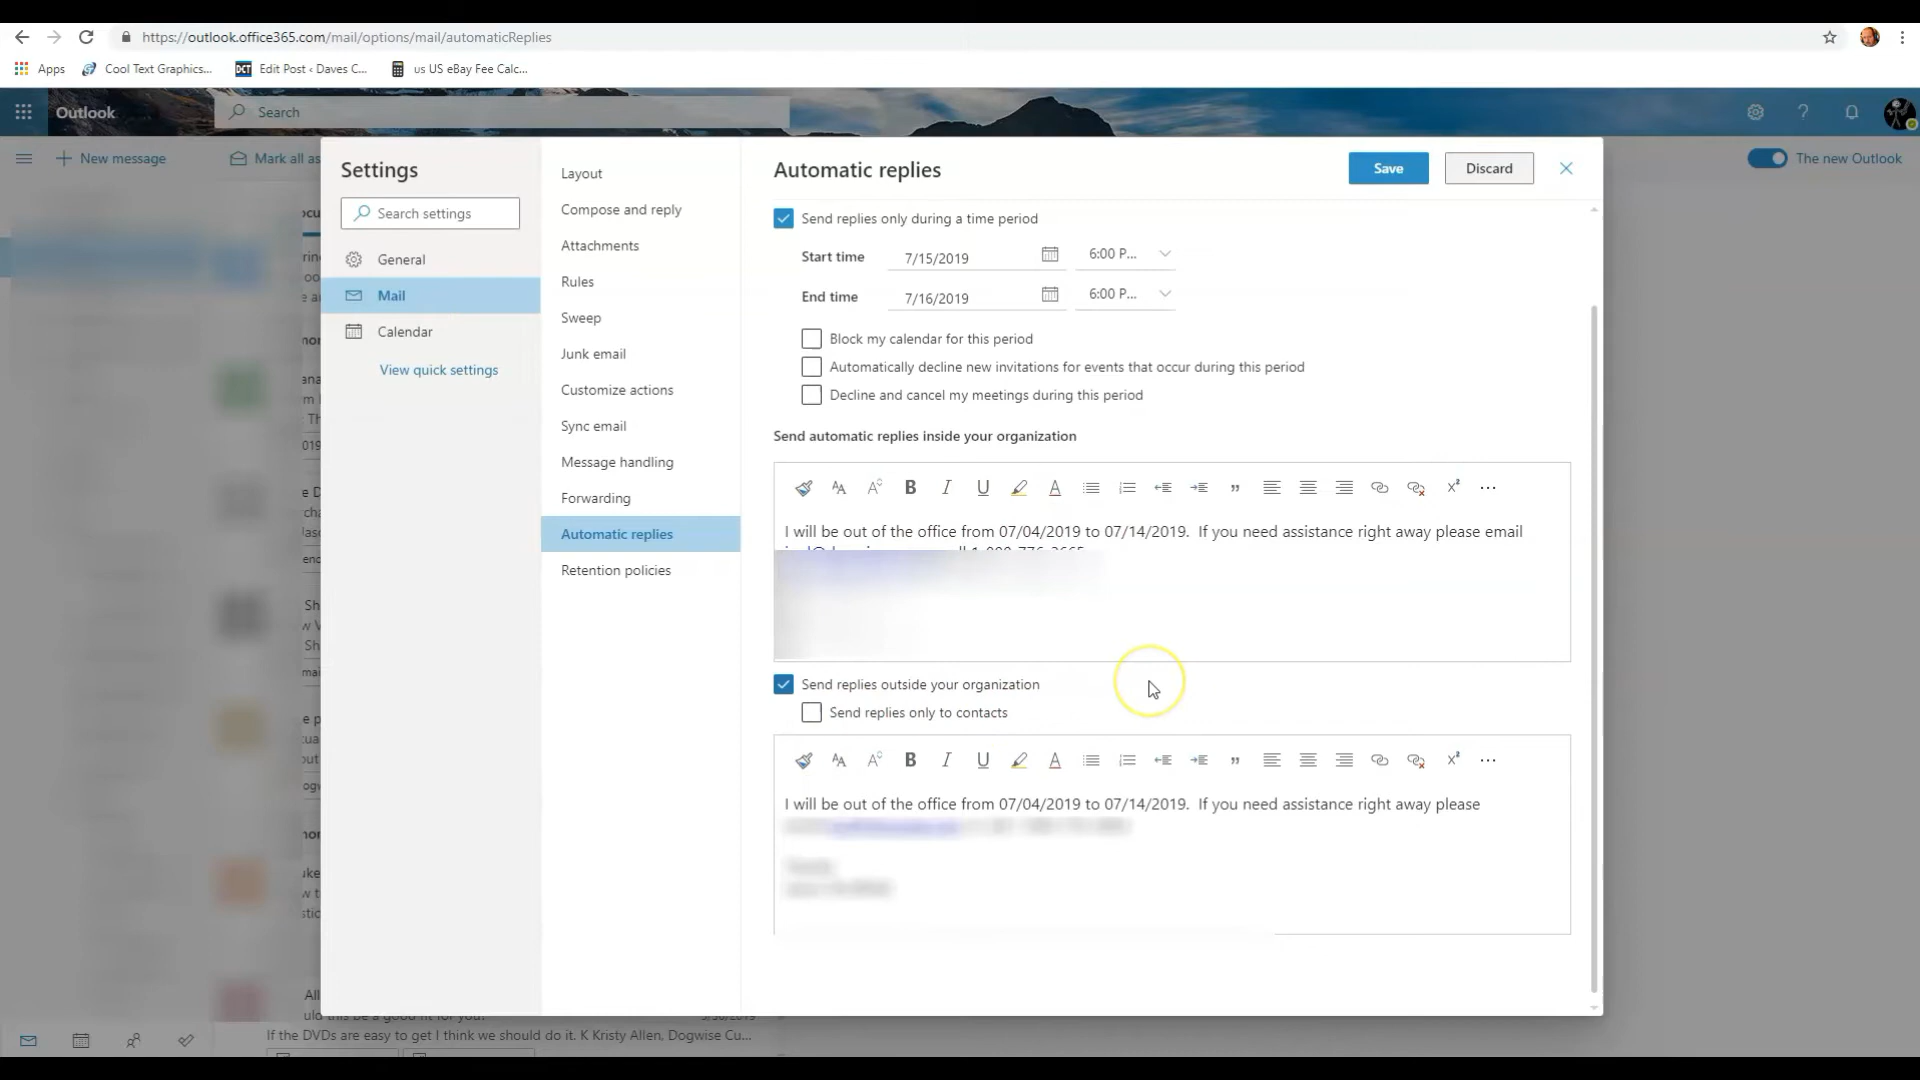 https://outlook.office365.com/mail/options/mail/automaticReplies
Apps Cool Text Graphics... DCT Edit Post ‹ Daves C... us US eBay Fee Calc...
Outlook Search
New message Mark all as The new Outlook
Settings
Search settings
General
Mail
Calendar
View quick settings
Layout
Compose and reply
Attachments
Rules
Sweep
Junk email
Customize actions
Sync email
Message handling
Forwarding
Automatic replies
Retention policies
Automatic replies Save Discard
Send replies only during a time period
Start time 7/15/2019 6:00 P...
End time 7/16/2019 6:00 P...
Block my calendar for this period
Automatically decline new invitations for events that occur during this period
Decline and cancel my meetings during this period
Send automatic replies inside your organization
I will be out of the office from 07/04/2019 to 07/14/2019. If you need assistance right away please email
Send replies outside your organization
Send replies only to contacts
I will be out of the office from 07/04/2019 to 07/14/2019. If you need assistance right away please
If the DVDs are easy to get I think we should do it. K Kristy Allen, Dogwise Cu...